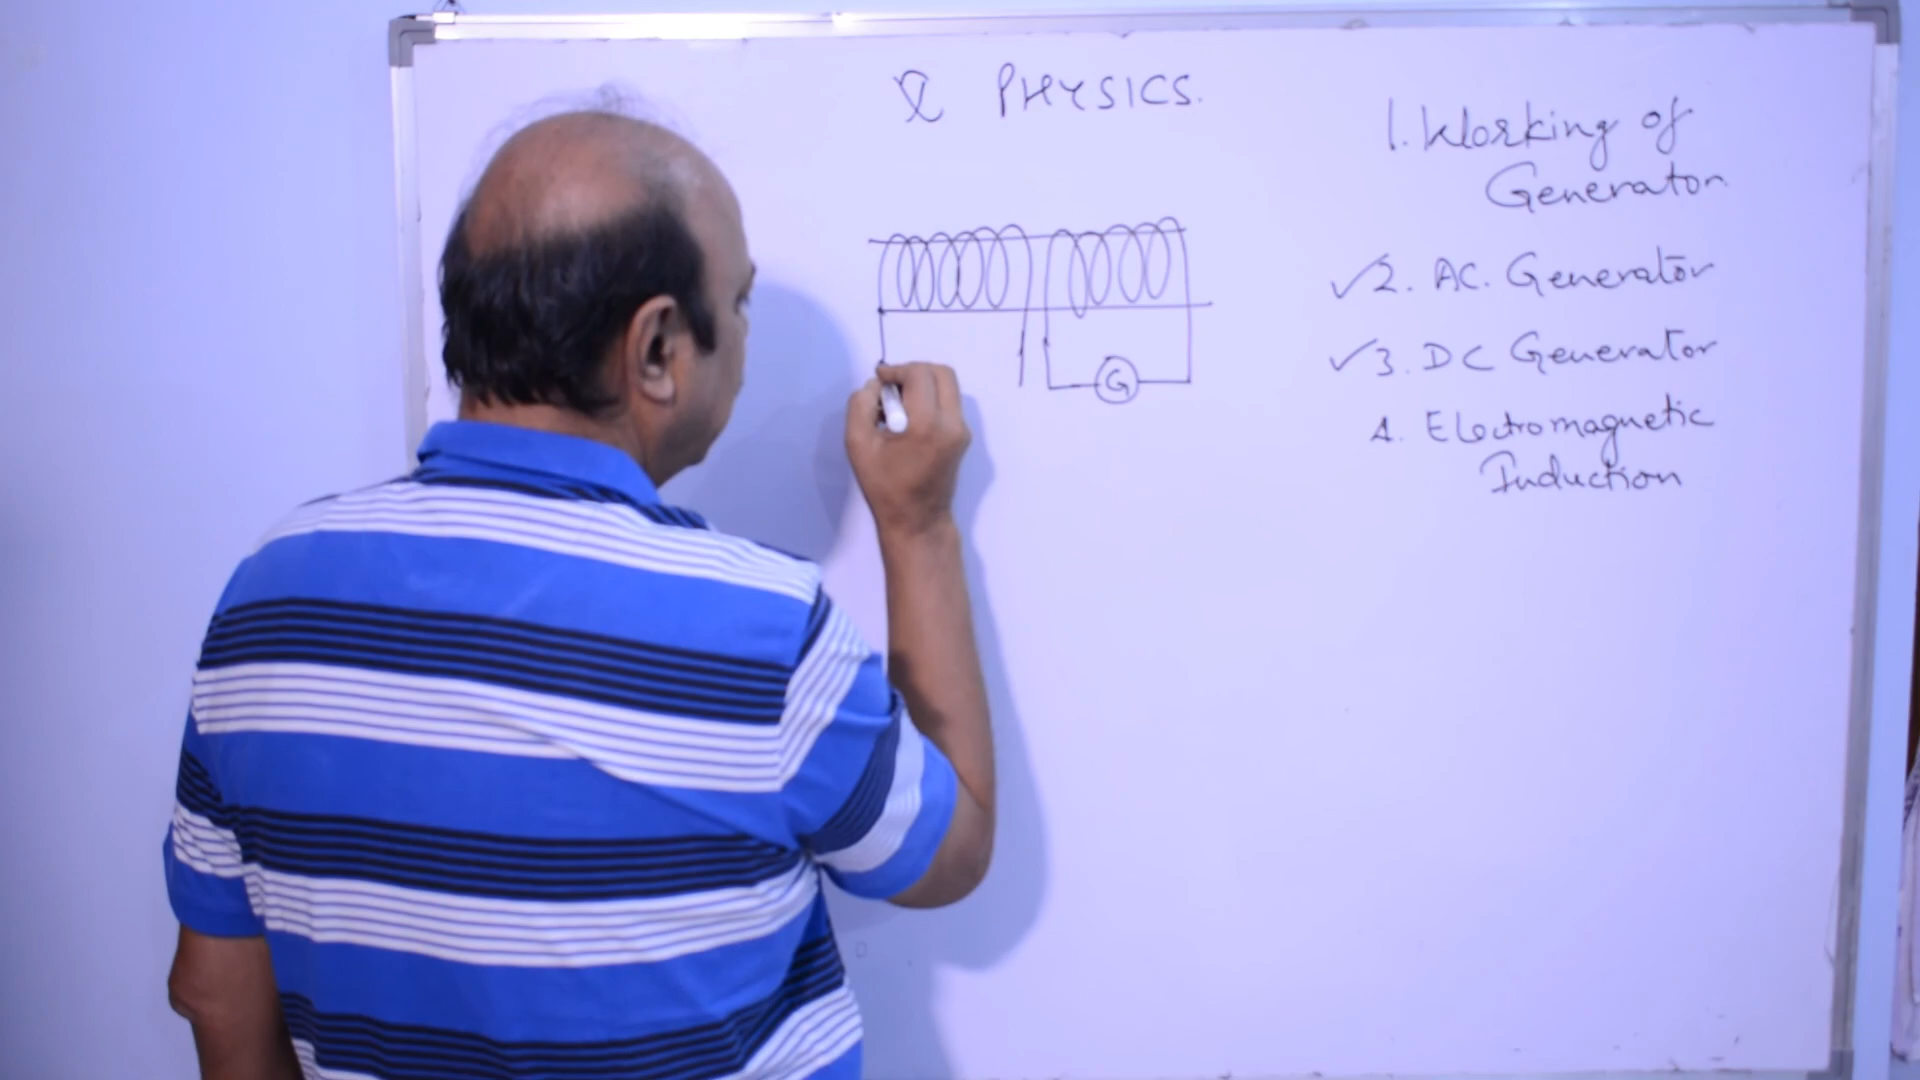 X PHYSICS.
1. Working of
Generator.
✓2. AC. Generator
✓3. DC Generator
4. Electromagnetic
Induction
G